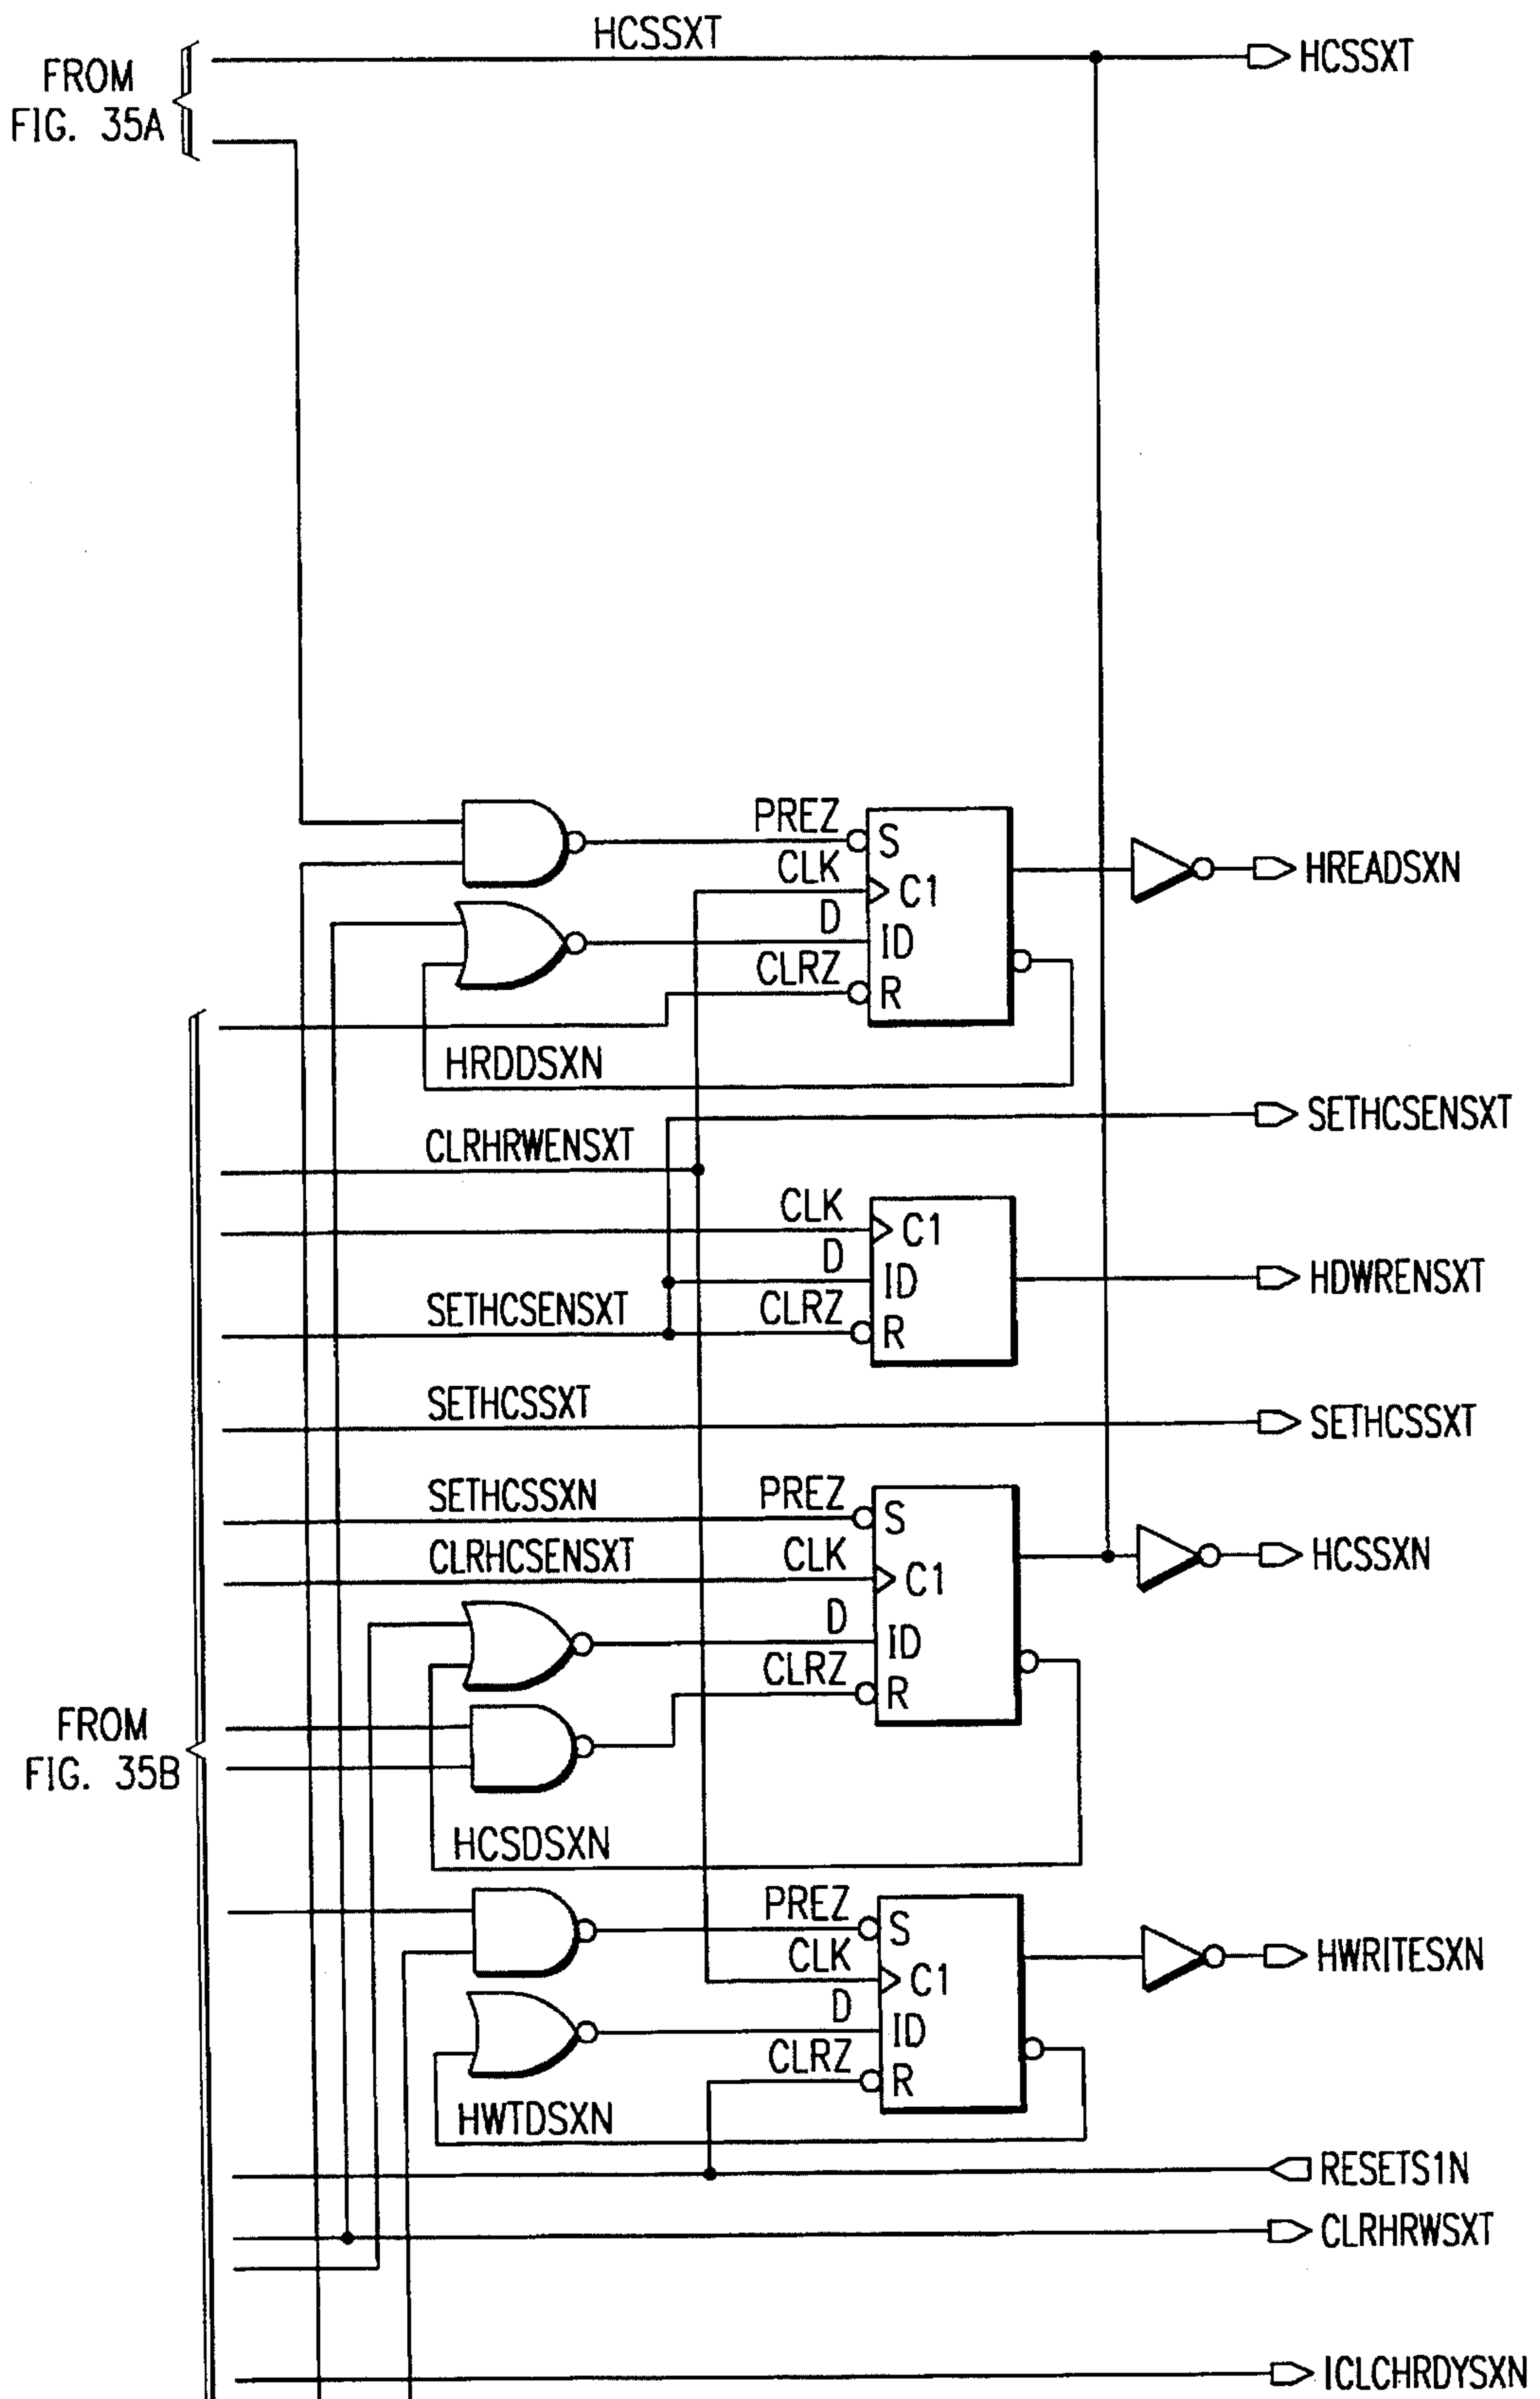 HCSSXT
HCSSXT
FROM
FIG. 35A
PREZ
S
CLK
C1
HREADSXN
D
ID
CLRZ
R
HRDDSXN
SETHCSENSXT
CLRHRWENSXT
CLK
C1
D
ID
HDWRENSXT
SETHCSENSXT
CLRZ
R
SETHCSSXT
SETHCSSXT
SETHCSSXN
PREZ
S
CLRHCSENSXT
CLK
C1
HCSSXN
D
ID
CLRZ
R
FROM
FIG. 35B
HCSDSXN
PREZ
S
CLK
C1
HWRITESXN
D
ID
CLRZ
R
HWTDSXN
RESETS1N
CLRHRWSXT
ICLCHRDYSXN